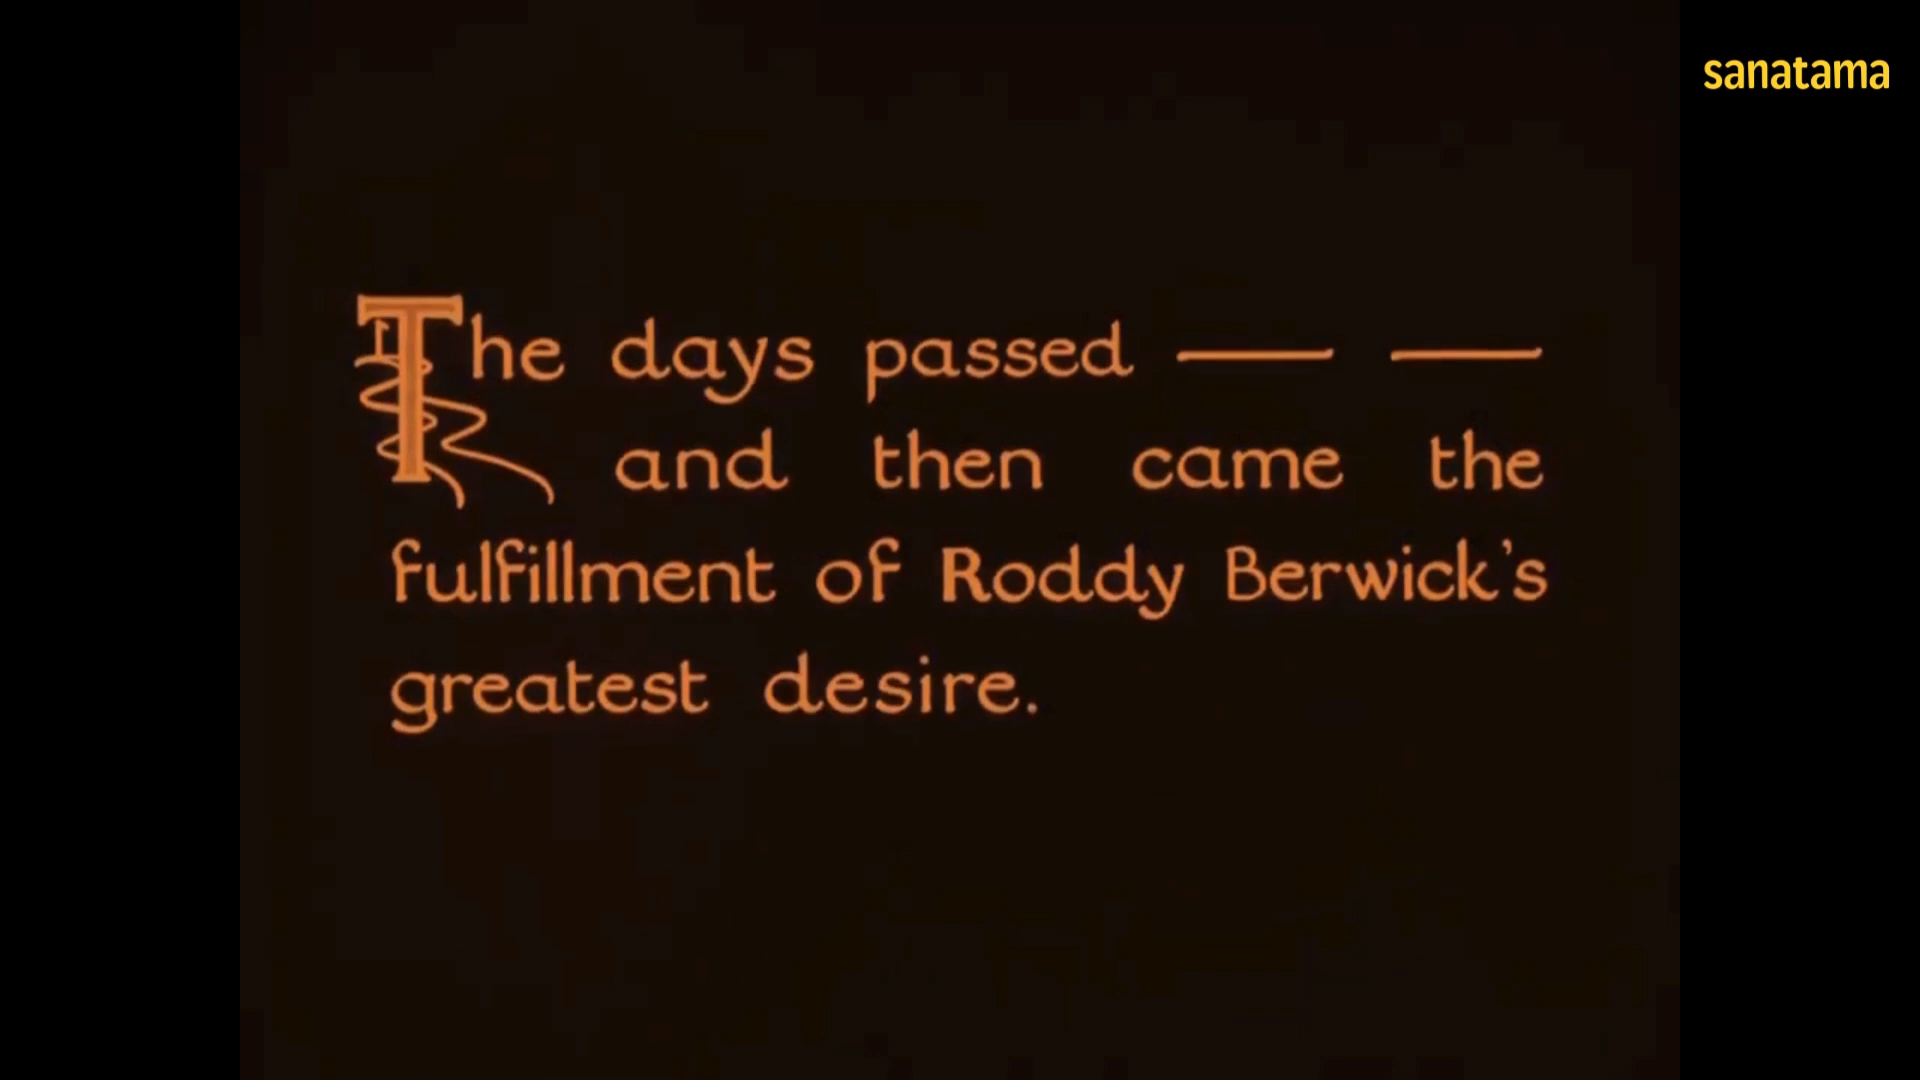 sanatama
The days passed — —
and then came the
fulfillment of Roddy Berwick's
greatest desire.